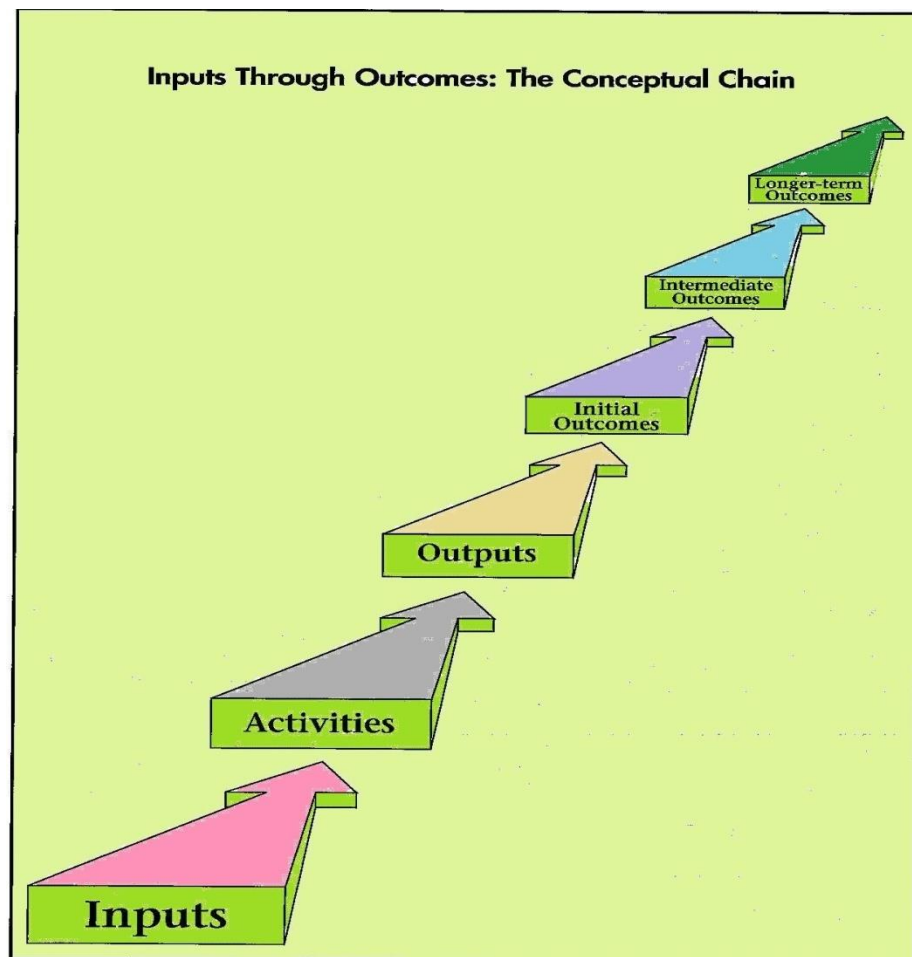 Inputs Through Outcomes: The Conceptual Chain
Longer-term
Outcomes
Intermediate
Outcomes
Initial
Outcomes
Outputs
Activities
Inputs